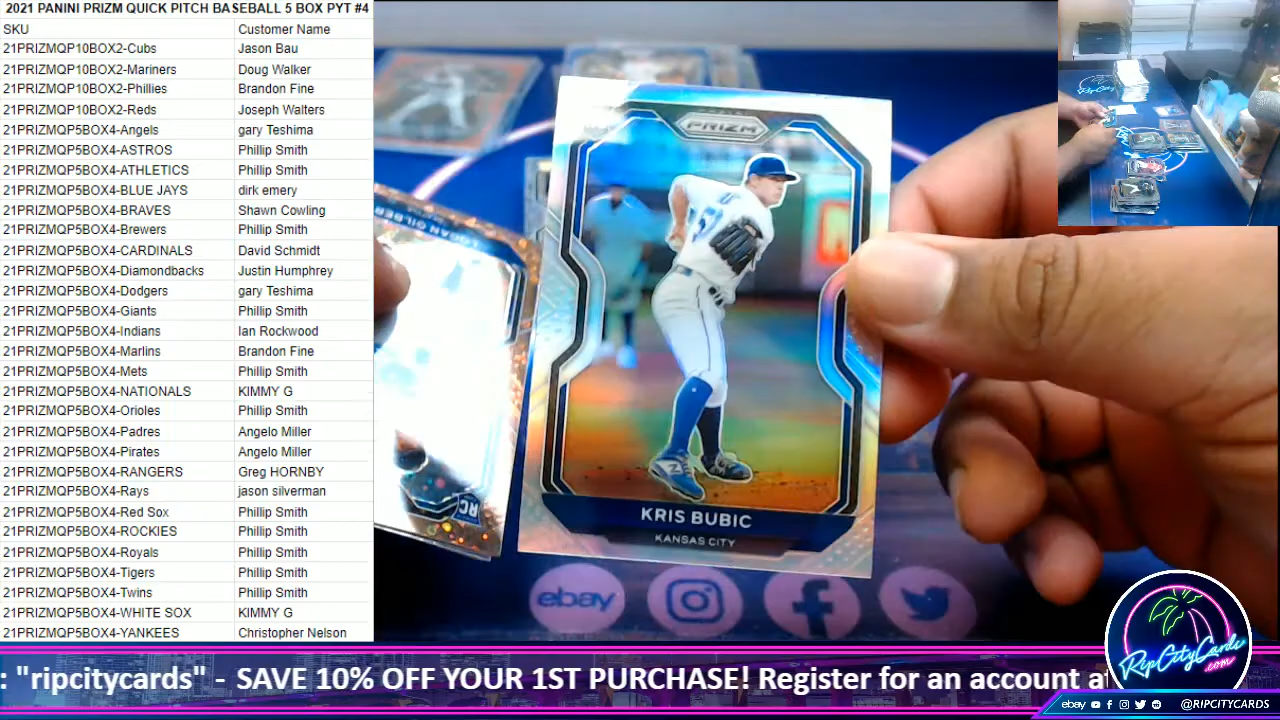 2021 PANINI PRIZM QUICK PITCH BASEBALL 5 BOX PYT #4
SKU Customer Name
21PRIZMQP10BOX2-Cubs Jason Bau
21PRIZMQP10BOX2-Mariners Doug Walker
21PRIZMQP10BOX2-Phillies Brandon Fine
21PRIZMQP10BOX2-Reds Joseph Walters
21PRIZMQP5BOX4-Angels gary Teshima
21PRIZMQP5BOX4-ASTROS Phillip Smith
21PRIZMQP5BOX4-ATHLETICS Phillip Smith
21PRIZMQP5BOX4-BLUE JAYS dirk emery
21PRIZMQP5BOX4-BRAVES Shawn Cowling
21PRIZMQP5BOX4-Brewers Phillip Smith
21PRIZMQP5BOX4-CARDINALS David Schmidt
21PRIZMQP5BOX4-Diamondbacks Justin Humphrey
21PRIZMQP5BOX4-Dodgers gary Teshima
21PRIZMQP5BOX4-Giants Phillip Smith
21PRIZMQP5BOX4-Indians Ian Rockwood
21PRIZMQP5BOX4-Marlins Brandon Fine
21PRIZMQP5BOX4-Mets Phillip Smith
21PRIZMQP5BOX4-NATIONALS KIMMY G
21PRIZMQP5BOX4-Orioles Phillip Smith
21PRIZMQP5BOX4-Padres Angelo Miller
21PRIZMQP5BOX4-Pirates Angelo Miller
21PRIZMQP5BOX4-RANGERS Greg HORNBY
21PRIZMQP5BOX4-Rays jason silverman
21PRIZMQP5BOX4-Red Sox Phillip Smith
21PRIZMQP5BOX4-ROCKIES Phillip Smith
21PRIZMQP5BOX4-Royals Phillip Smith
21PRIZMQP5BOX4-Tigers Phillip Smith
21PRIZMQP5BOX4-Twins Phillip Smith
21PRIZMQP5BOX4-WHITE SOX KIMMY G
21PRIZMQP5BOX4-YANKEES Christopher Nelson
PRIZM
KRIS BUBIC
KANSAS CITY
LOGAN GILBER
RC
ebay
RipCityCards
.com
: "ripcitycards" - SAVE 10% OFF YOUR 1ST PURCHASE! Register for an account at
ebay @RIPCITYCARDS